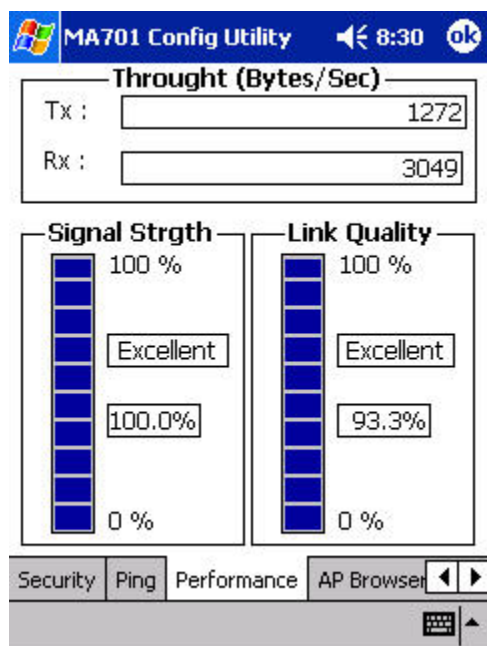 MA701 Config Utility 8:30 ok
Throught (Bytes/Sec)
Tx : 1272
Rx : 3049
Signal Strgth
100 %
Excellent
100.0%
0 %
Link Quality
100 %
Excellent
93.3%
0 %
Security Ping Performance AP Browser